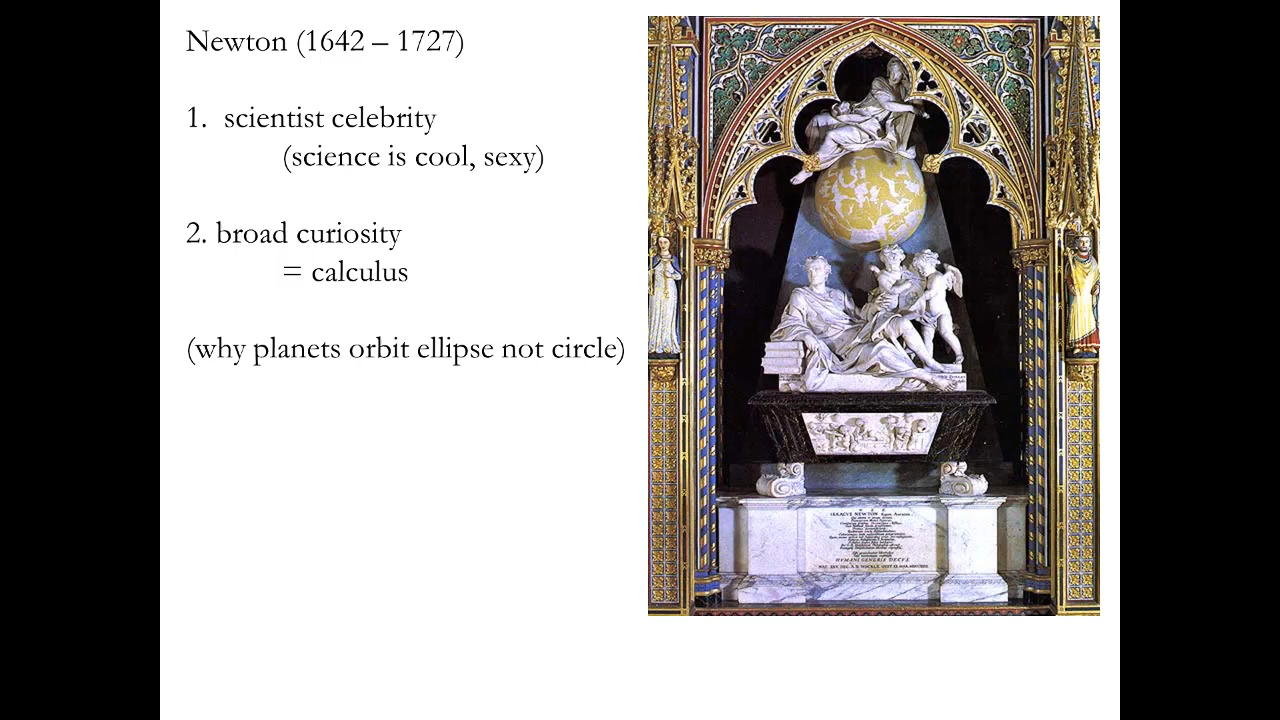 Newton (1642 – 1727)
1. scientist celebrity
(science is cool, sexy)
2. broad curiosity
= calculus
(why planets orbit ellipse not circle)
ISAACVS NEWTON
HVMANI GENERIS DECVS